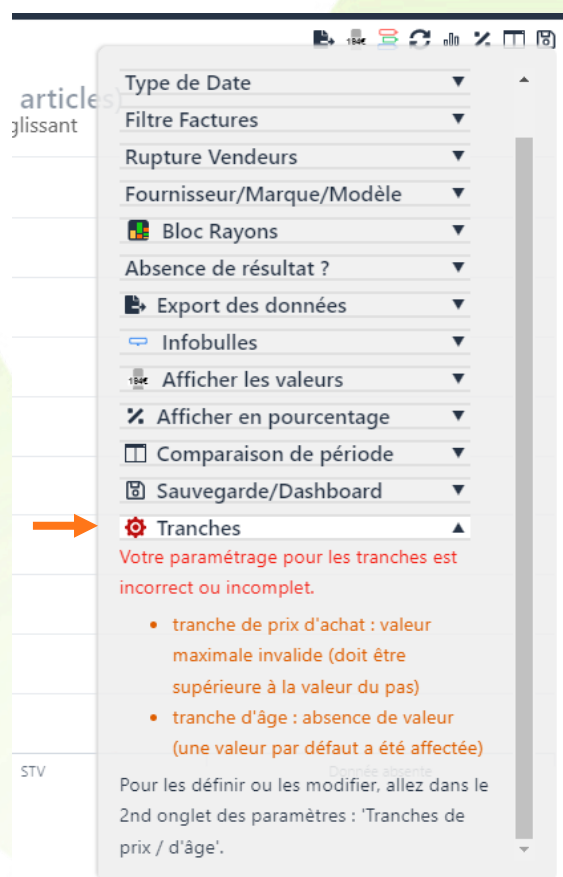 194€
articles)
glissant
Type de Date
Filtre Factures
Rupture Vendeurs
Fournisseur/Marque/Modèle
Bloc Rayons
Absence de résultat ?
Export des données
Infobulles
194€ Afficher les valeurs
Afficher en pourcentage
Comparaison de période
Sauvegarde/Dashboard
Tranches
Votre paramétrage pour les tranches est
incorrect ou incomplet.
• tranche de prix d'achat : valeur
maximale invalide (doit être
supérieure à la valeur du pas)
• tranche d'âge : absence de valeur
(une valeur par défaut a été affectée)
STV
Donnée absente
Pour les définir ou les modifier, allez dans le
2nd onglet des paramètres : 'Tranches de
prix / d'âge'.